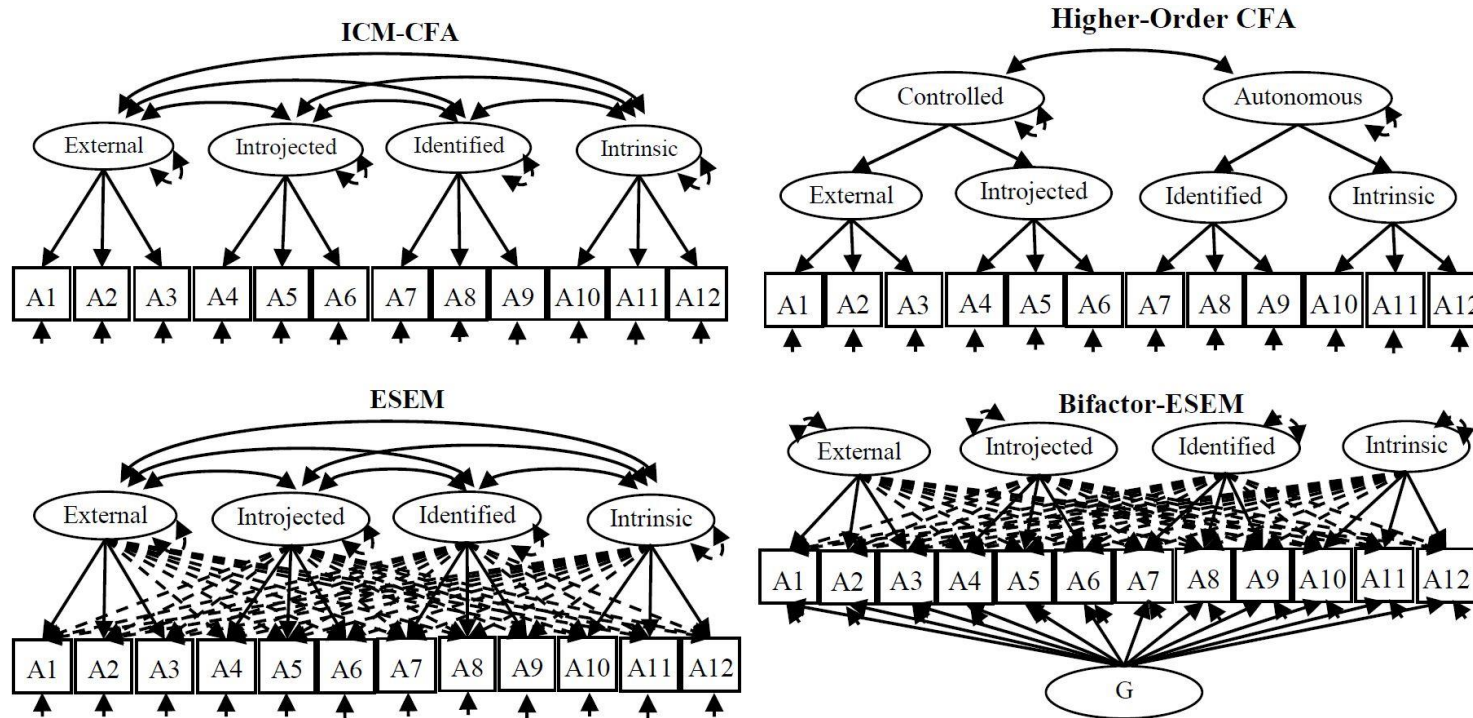 ICM-CFA
External Introjected Identified Intrinsic
A1 A2 A3 A4 A5 A6 A7 A8 A9 A10 A11 A12
Higher-Order CFA
Controlled Autonomous
External Introjected Identified Intrinsic
A1 A2 A3 A4 A5 A6 A7 A8 A9 A10 A11 A12
ESEM
External Introjected Identified Intrinsic
A1 A2 A3 A4 A5 A6 A7 A8 A9 A10 A11 A12
Bifactor-ESEM
External Introjected Identified Intrinsic
A1 A2 A3 A4 A5 A6 A7 A8 A9 A10 A11 A12
G